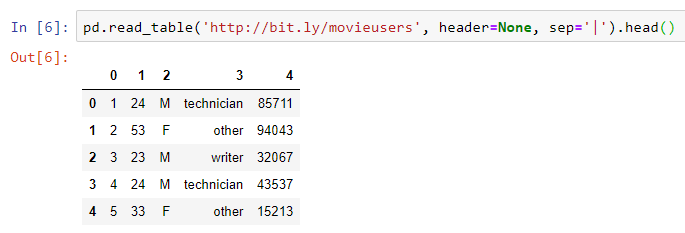 In [6]: pd.read_table('http://bit.ly/movieusers', header=None, sep='|').head()
Out[6]:
0 1 2 3 4
0 1 24 M technician 85711
1 2 53 F other 94043
2 3 23 M writer 32067
3 4 24 M technician 43537
4 5 33 F other 15213